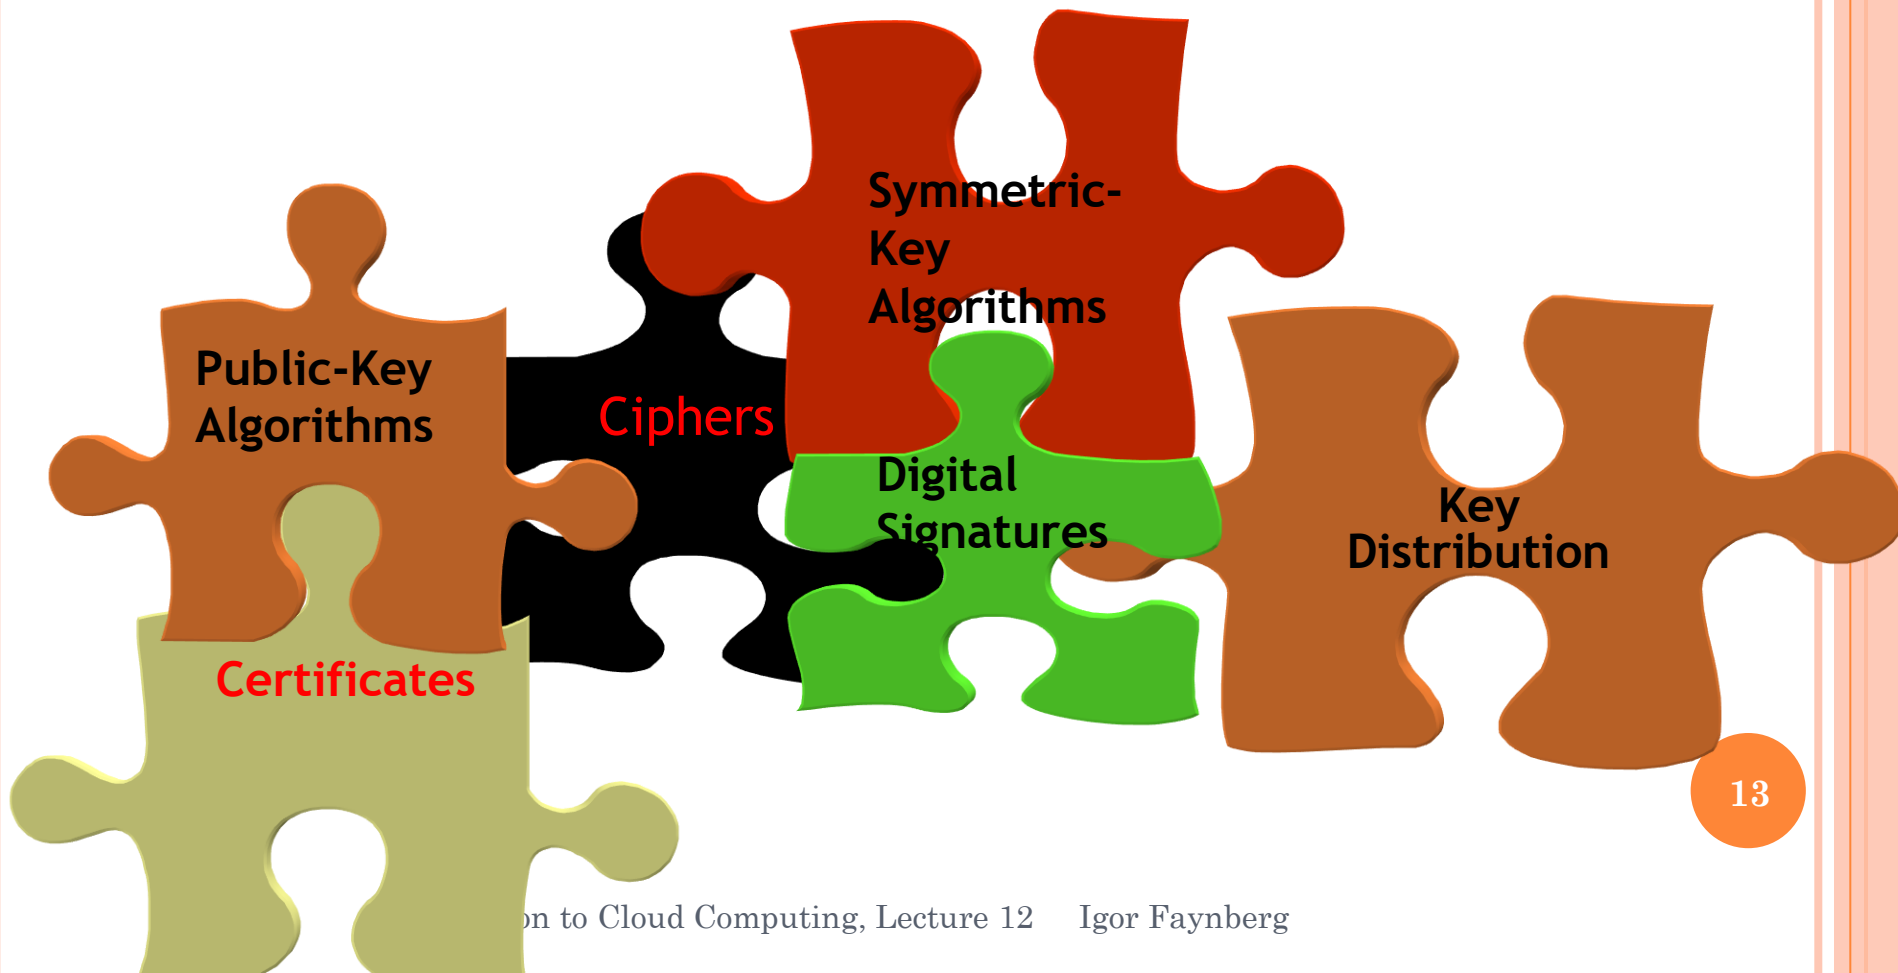 Symmetric-
Key
Algorithms
Public-Key
Algorithms
Ciphers
Digital
Signatures
Key
Distribution
Certificates
13
to Cloud Computing, Lecture 12 Igor Faynberg